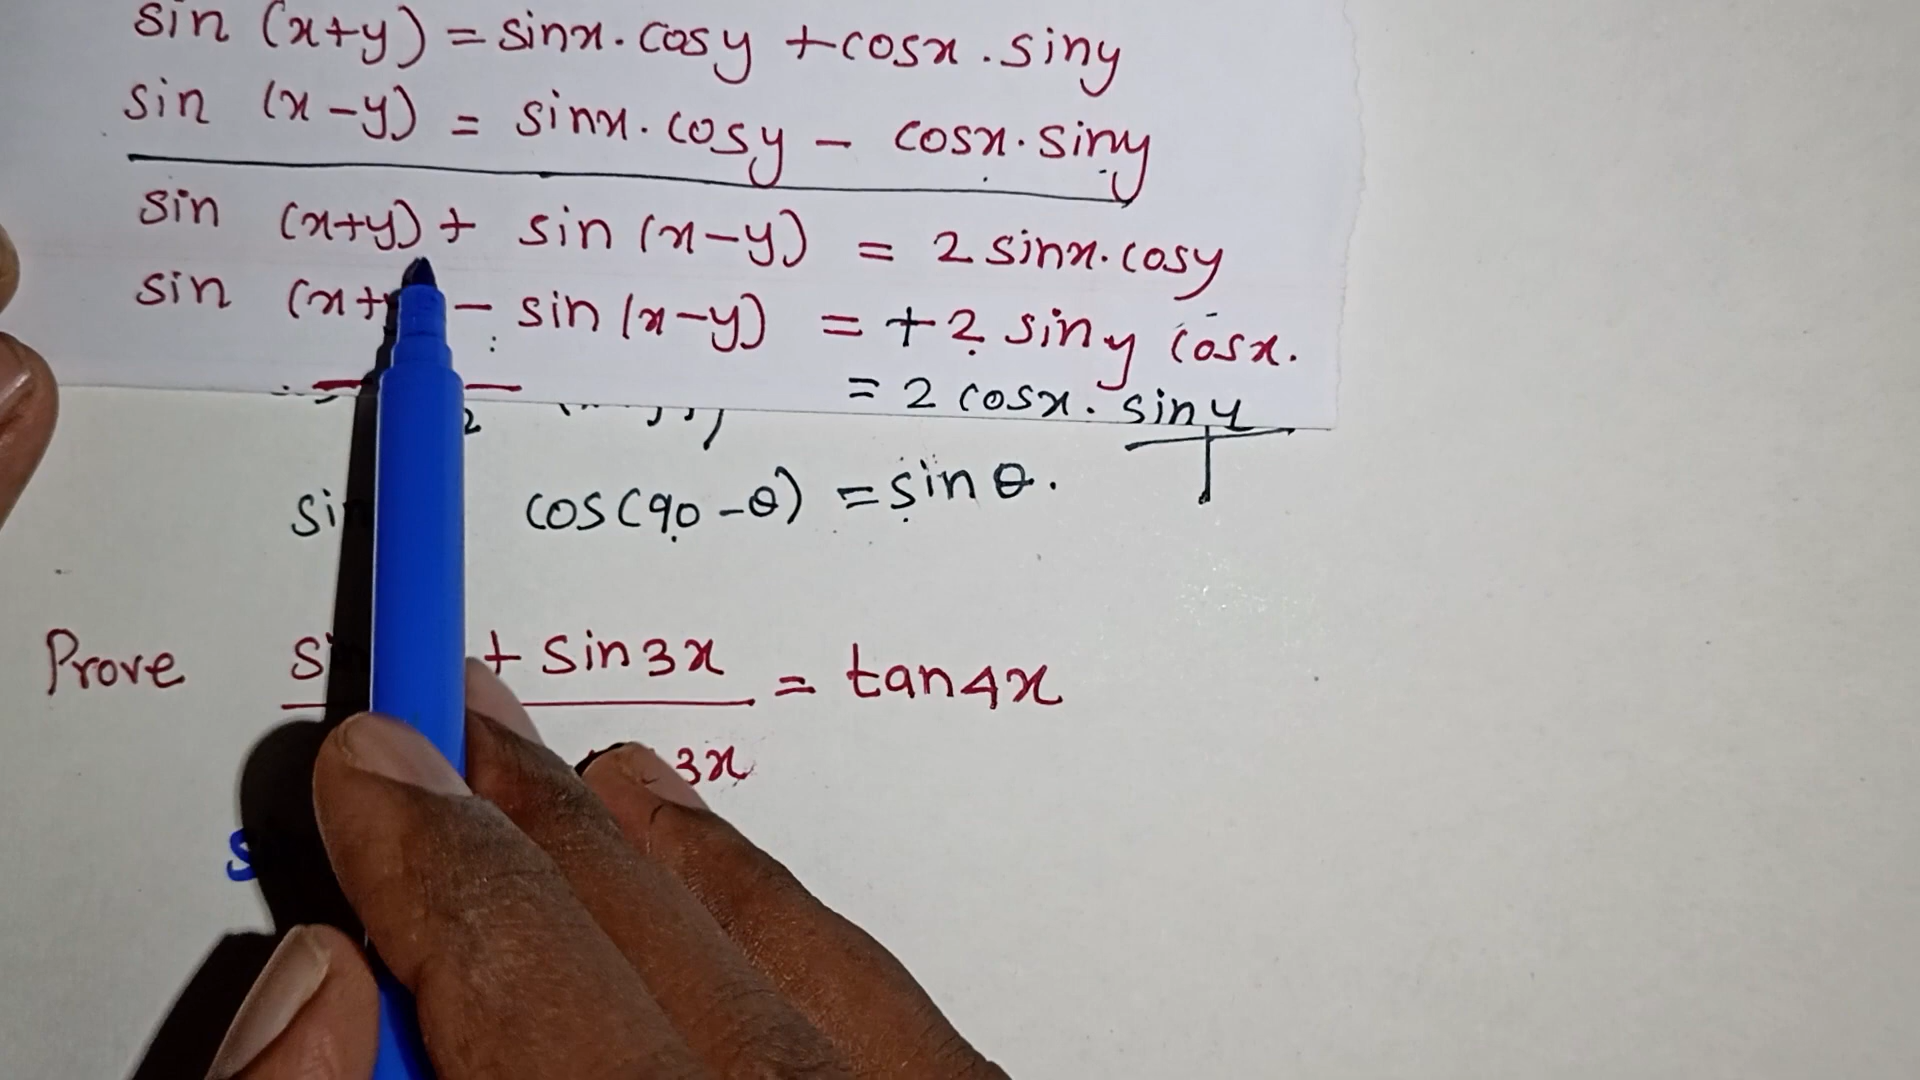 sin (x+y) = sinx. cosy + cosx . siny
sin (x-y) = sinx. cosy - cosx. siny
sin (x+y) + sin (x-y) = 2 sinx. cosy
sin (x+ - sin (x-y) = +2 siny cosx.
= 2 cosx. siny
2
cos(90-θ) = sinθ.
Prove + sin3x = tan4x
3x